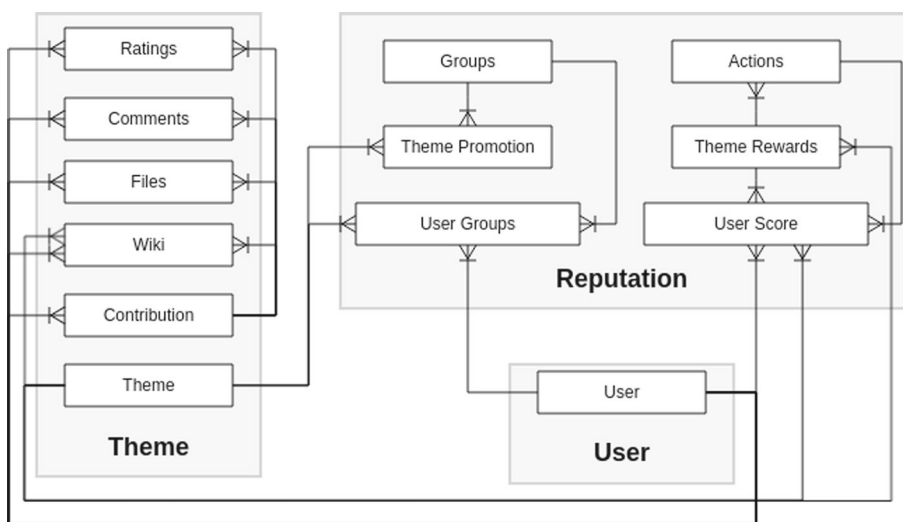 Ratings
Comments
Files
Wiki
Contribution
Theme
Theme
Groups
Actions
Theme Promotion
Theme Rewards
User Groups
User Score
Reputation
User
User